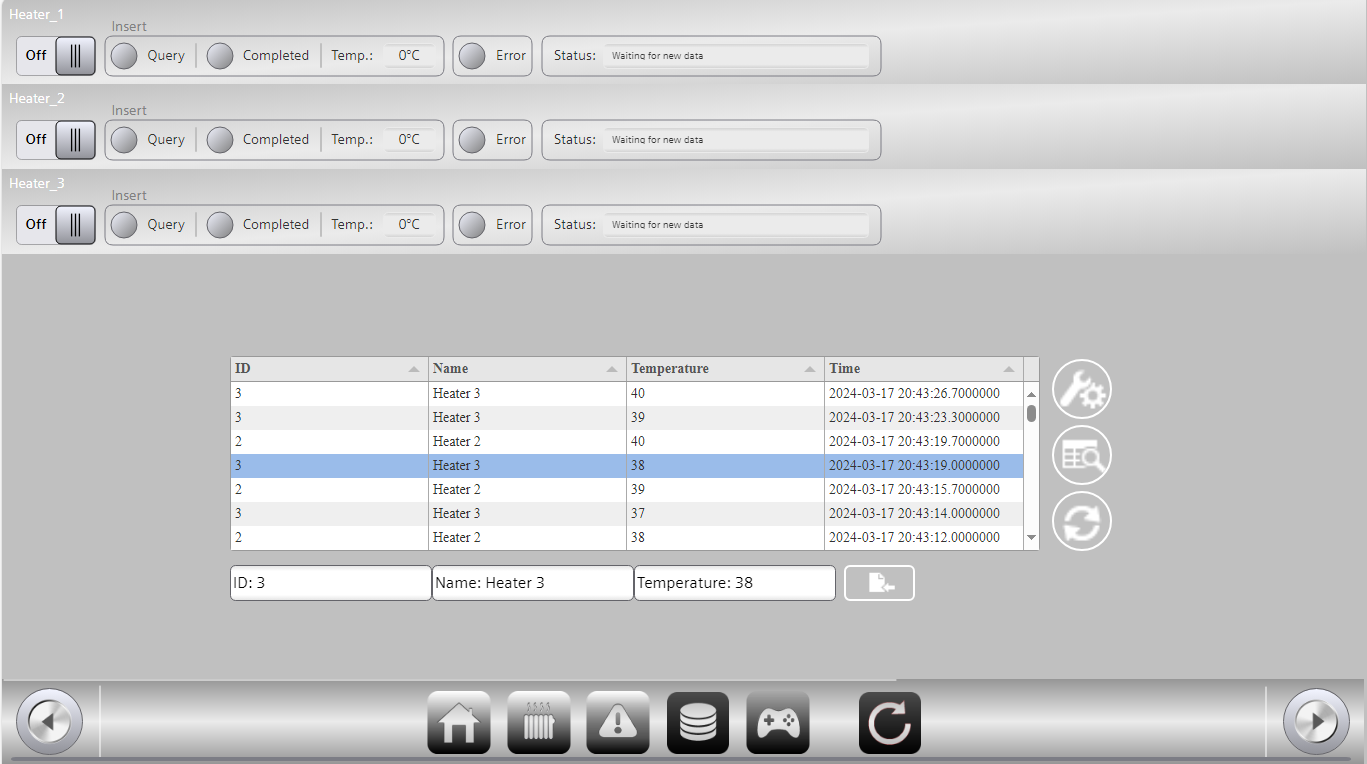 Heater_1
Insert
Off Query Completed Temp.: 0°C Error Status: Waiting for new data
Heater_2
Insert
Off Query Completed Temp.: 0°C Error Status: Waiting for new data
Heater_3
Insert
Off Query Completed Temp.: 0°C Error Status: Waiting for new data
ID Name Temperature Time
3 Heater 3 40 2024-03-17 20:43:26.7000000
3 Heater 3 39 2024-03-17 20:43:23.3000000
2 Heater 2 40 2024-03-17 20:43:19.7000000
3 Heater 3 38 2024-03-17 20:43:19.0000000
2 Heater 2 39 2024-03-17 20:43:15.7000000
3 Heater 3 37 2024-03-17 20:43:14.0000000
2 Heater 2 38 2024-03-17 20:43:12.0000000
ID: 3 Name: Heater 3 Temperature: 38